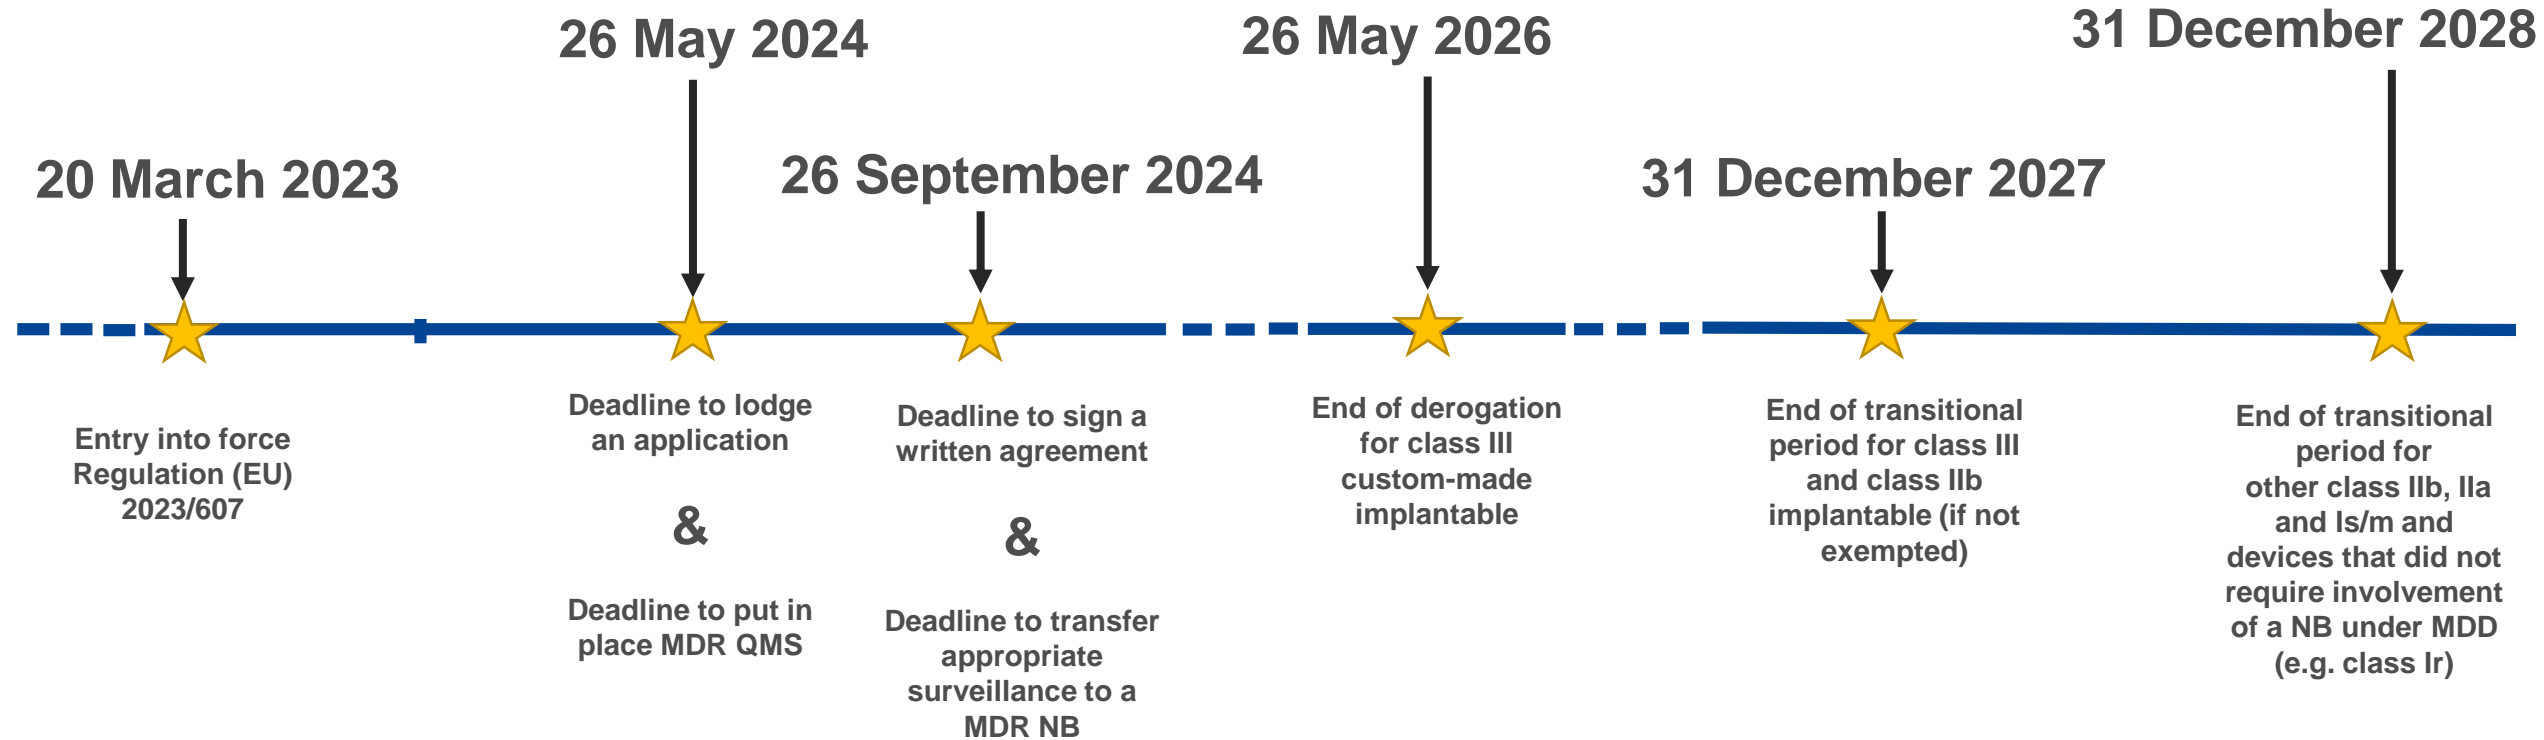 20 March 2023
Entry into force
Regulation (EU)
2023/607
26 May 2024
Deadline to lodge
an application
&
Deadline to put in
place MDR QMS
26 September 2024
Deadline to sign a
written agreement
&
Deadline to transfer
appropriate
surveillance to a
MDR NB
26 May 2026
End of derogation
for class III
custom-made
implantable
31 December 2027
End of transitional
period for class III
and class IIb
implantable (if not
exempted)
31 December 2028
End of transitional
period for
other class IIb, IIa
and Is/m and
devices that did not
require involvement
of a NB under MDD
(e.g. class Ir)